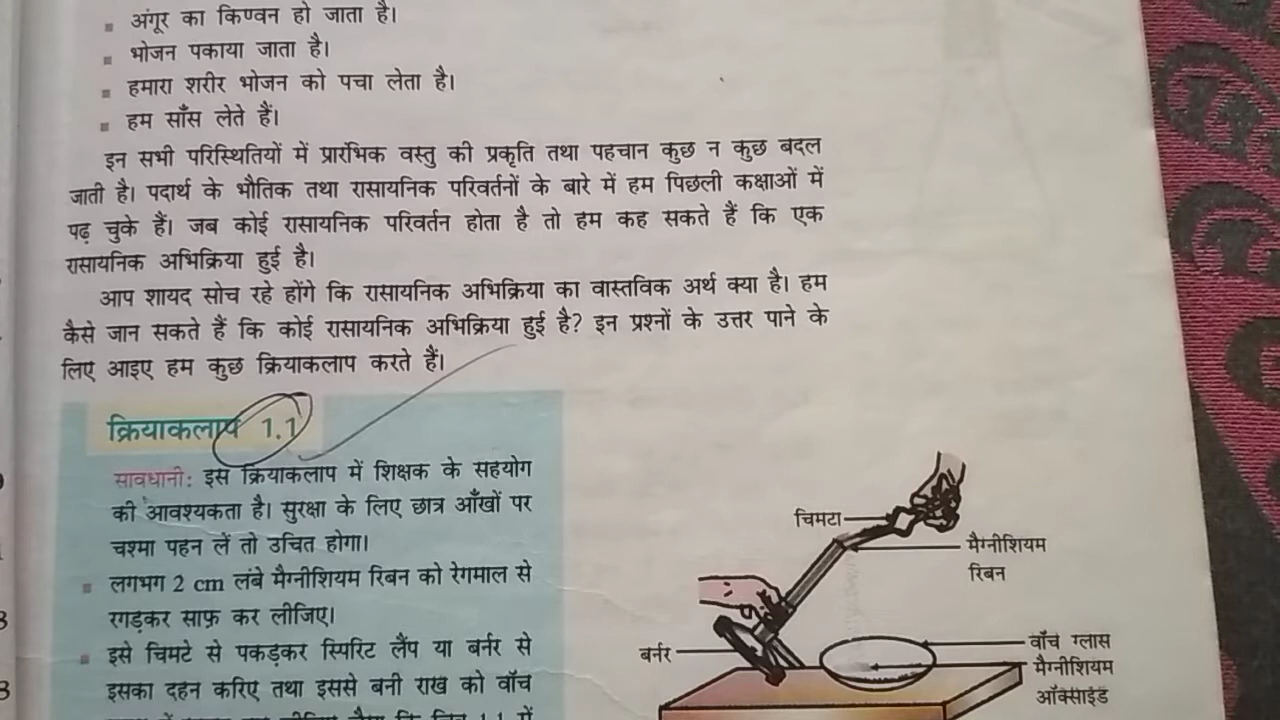 अंगूर का किण्वन हो जाता है।
भोजन पकाया जाता है।
हमारा शरीर भोजन को पचा लेता है।
हम साँस लेते हैं।
इन सभी परिस्थितियों में प्रारंभिक वस्तु की प्रकृति तथा पहचान कुछ न कुछ बदल
जाती है। पदार्थ के भौतिक तथा रासायनिक परिवर्तनों के बारे में हम पिछली कक्षाओं में
पढ़ चुके हैं। जब कोई रासायनिक परिवर्तन होता है तो हम कह सकते हैं कि एक
रासायनिक अभिक्रिया हुई है।
आप शायद सोच रहे होंगे कि रासायनिक अभिक्रिया का वास्तविक अर्थ क्या है। हम
कैसे जान सकते हैं कि कोई रासायनिक अभिक्रिया हुई है? इन प्रश्नों के उत्तर पाने के
लिए आइए हम कुछ क्रियाकलाप करते हैं।
क्रियाकलाप 1.1
सावधानी: इस क्रियाकलाप में शिक्षक के सहयोग
की आवश्यकता है। सुरक्षा के लिए छात्र आँखों पर
चश्मा पहन लें तो उचित होगा।
लगभग 2 cm लंबे मैग्नीशियम रिबन को रेगमाल से
रगड़कर साफ़ कर लीजिए।
इसे चिमटे से पकड़कर स्पिरिट लैंप या बर्नर से
इसका दहन करिए तथा इससे बनी राख को वॉच
चिमटा
मैग्नीशियम
रिबन
बर्नर
वॉच ग्लास
मैग्नीशियम
ऑक्साईड